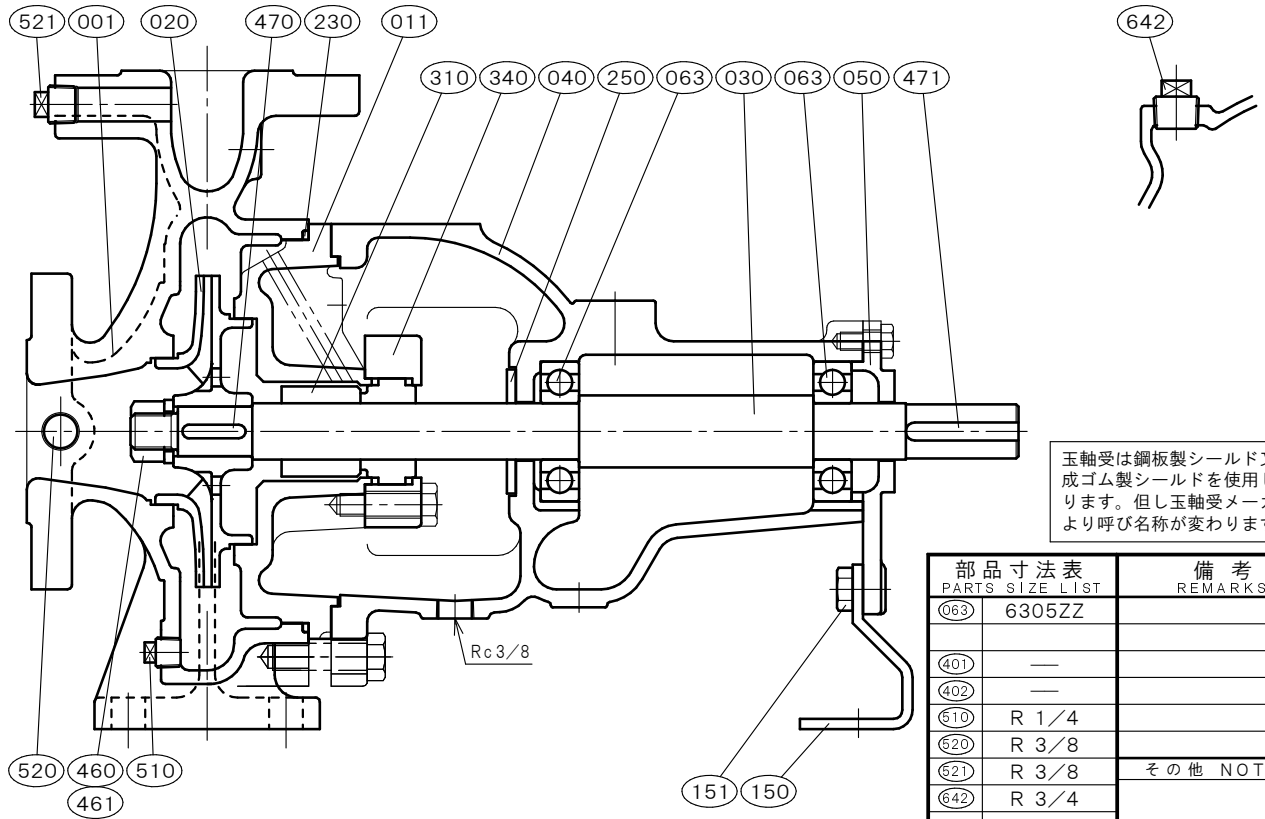 521 001 020 470 230 011 642
310 340 040 250 063 030 063 050 471
玉軸受は鋼板製シールド
成ゴム製シールドを使用
ります。但し玉軸受メー
より呼び名称が変わります
部品寸法表 備考
PARTS SIZE LIST REMARKS
063 6305ZZ
401 —
402 —
510 R 1/4
520 R 3/8
521 R 3/8 その他 NOT
642 R 3/4
Rc3/8
520 460 510
461
151 150